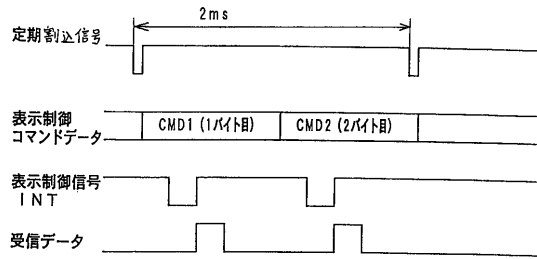 2ms
定期割込信号
表示制御
コマンドデータ
CMD1 (1バイト目)
CMD2 (2バイト目)
表示制御信号
INT
受信データ